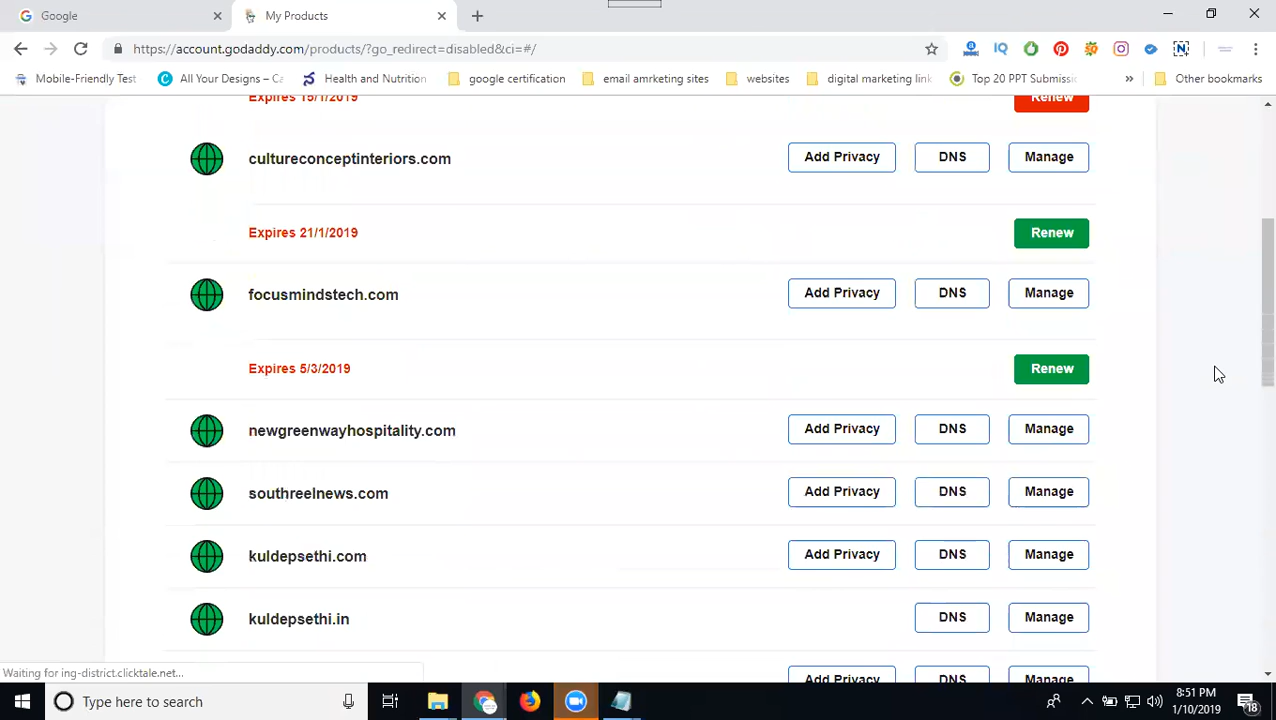 Google
My Products
https://account.godaddy.com/products/?go_redirect=disabled&ci=#/
Mobile-Friendly Test
All Your Designs – Ca
Health and Nutrition
google certification
email amrketing sites
websites
digital marketing link
Top 20 PPT Submissi
Other bookmarks
Expires 15/1/2019
Renew
cultureconceptinteriors.com
Add Privacy
DNS
Manage
Expires 21/1/2019
Renew
focusmindstech.com
Add Privacy
DNS
Manage
Expires 5/3/2019
Renew
newgreenwayhospitality.com
Add Privacy
DNS
Manage
southreelnews.com
Add Privacy
DNS
Manage
kuldepsethi.com
Add Privacy
DNS
Manage
kuldepsethi.in
DNS
Manage
Add Privacy
DNS
Manage
Waiting for ing-district.clicktale.net...
Type here to search
8:51 PM
1/10/2019
18